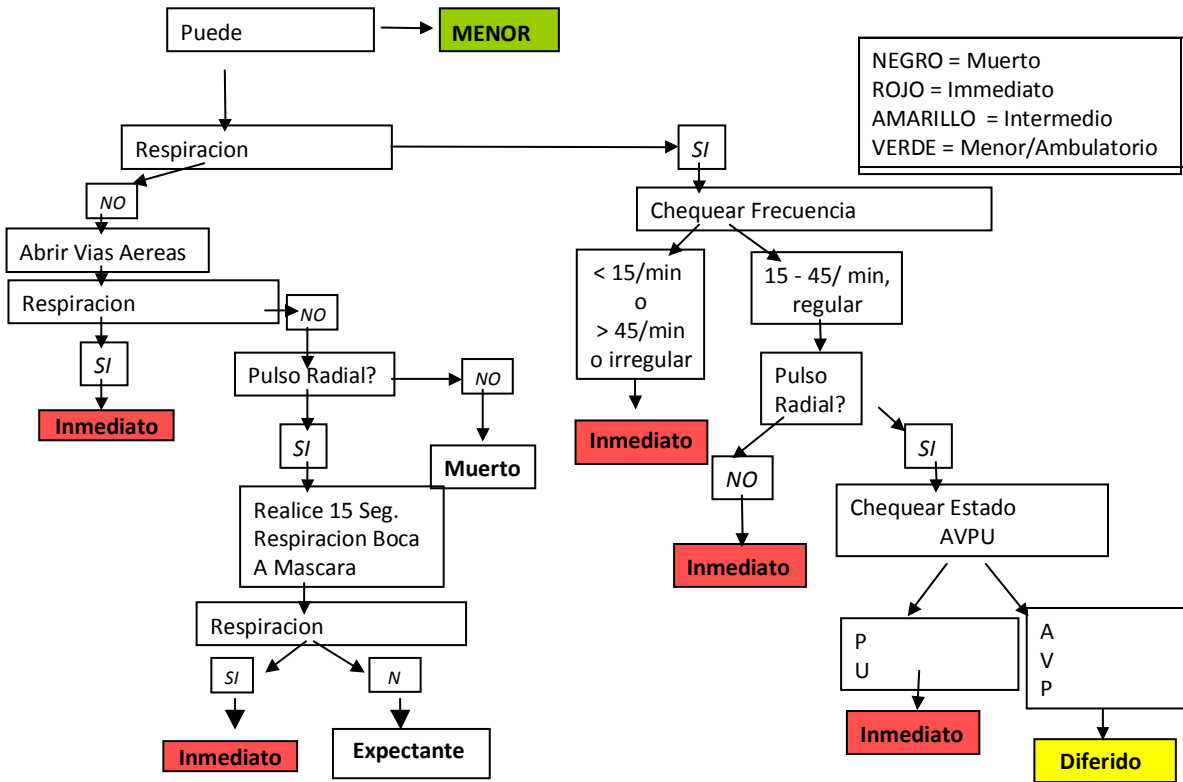 Puede
MENOR
NEGRO = Muerto
ROJO = Immediato
AMARILLO = Intermedio
VERDE = Menor/Ambulatorio
Respiracion
SI
NO
Chequear Frecuencia
Abrir Vias Aereas
< 15/min
o
> 45/min
o irregular
15 - 45/ min,
regular
Respiracion
NO
SI
Pulso Radial?
NO
Pulso
Radial?
Inmediato
Inmediato
SI
Muerto
NO
SI
Realice 15 Seg.
Respiracion Boca
A Mascara
Chequear Estado
AVPU
Inmediato
Respiracion
P
U
A
V
P
SI
N
Inmediato
Expectante
Inmediato
Diferido